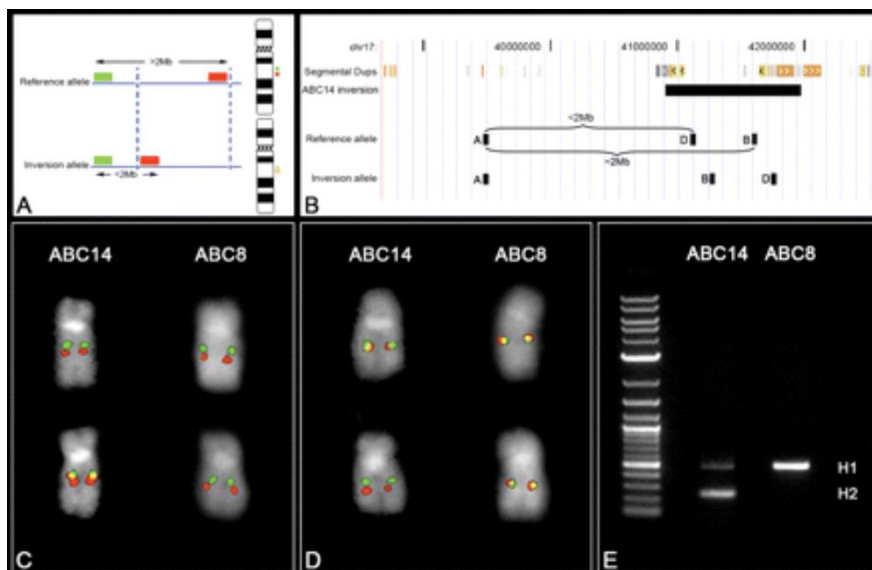 >2Mb
Reference allele
Inversion allele
<2Mb
A
chr17: 40000000 41000000 42000000
Segmental Dups
ABC14 inversion
<2Mb
Reference allele A D B
~2Mb
Inversion allele A B D
B
ABC14 ABC8
C
ABC14 ABC8
D
ABC14 ABC8
H1
H2
E